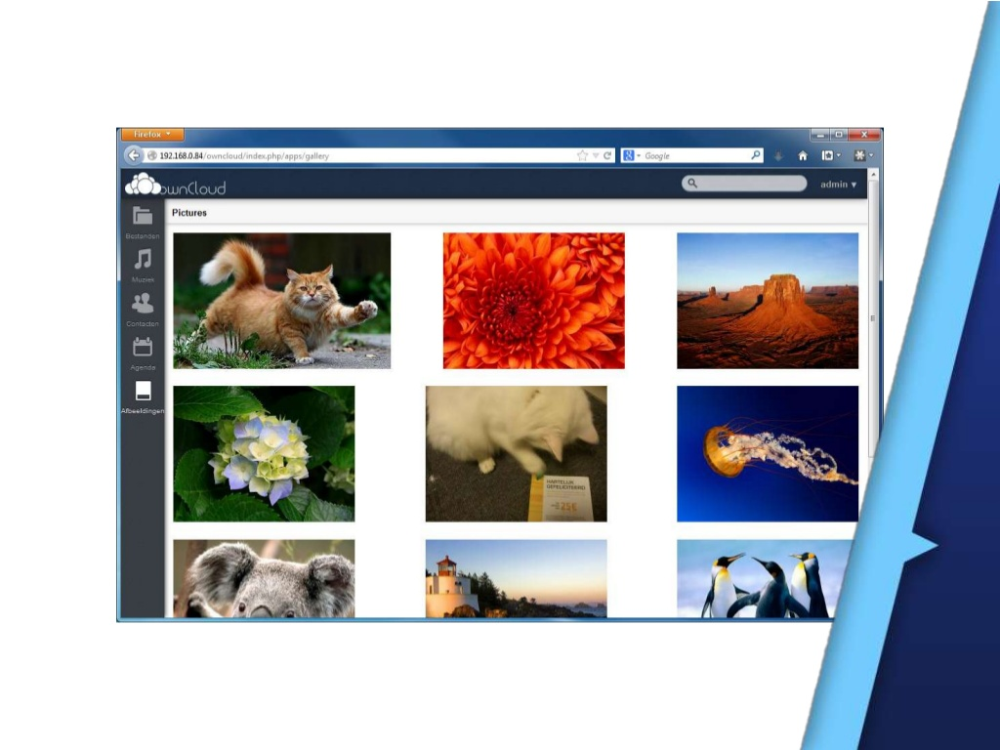 Firefox
192.168.0.84/owncloud/index.php/apps/gallery
Google
ownCloud
admin
Pictures
Bestanden
Muziek
Contacten
Agenda
Afbeeldingen
HARTELIJK
GEFELICITEERD!
25€